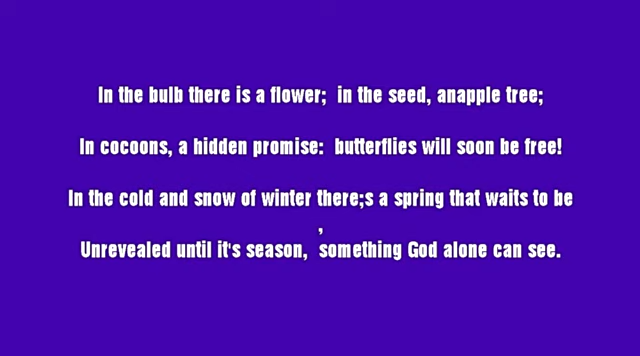 In the bulb there is a flower;  in the seed, anapple tree;
In cocoons, a hidden promise:  butterflies will soon be free!
In the cold and snow of winter there;s a spring that waits to be
,
Unrevealed until it's season,  something God alone can see.